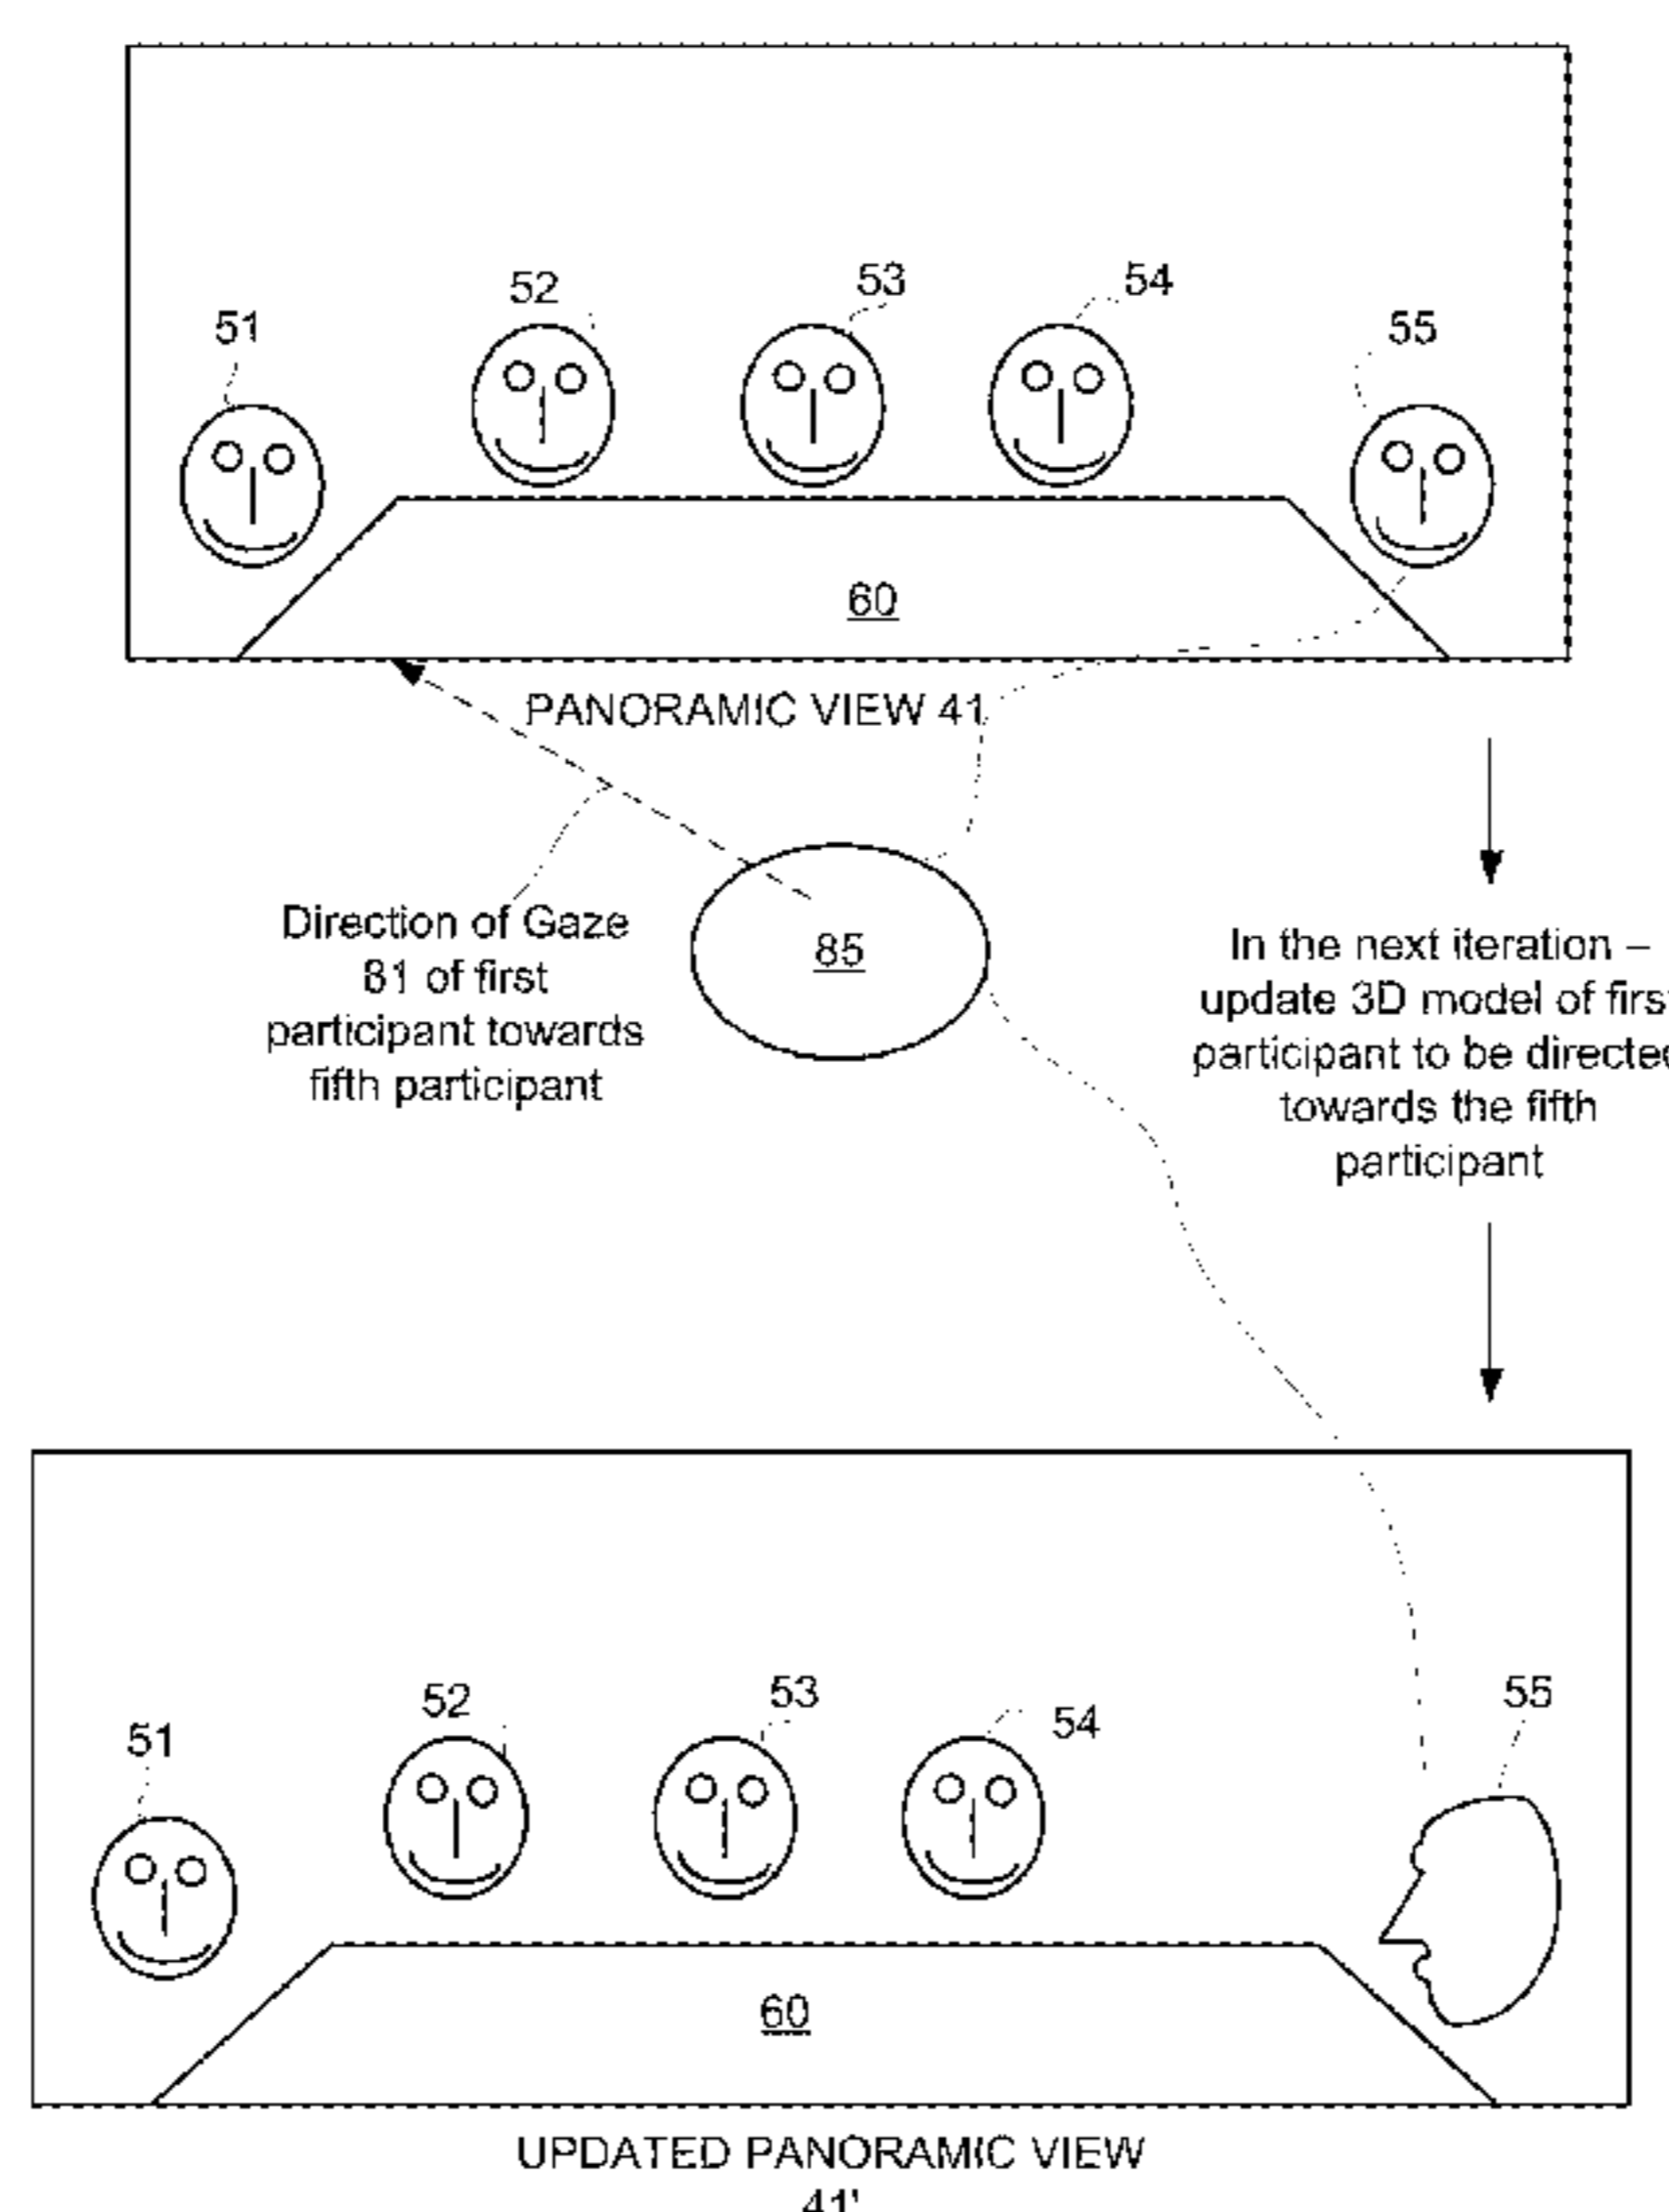 51
52
53
54
55
60
PANORAMIC VIEW 41
85
Direction of Gaze
81 of first
participant towards
fifth participant
In the next iteration –
update 3D model of first
participant to be directed
towards the fifth
participant
51
52
53
54
55
60
UPDATED PANORAMIC VIEW
41'